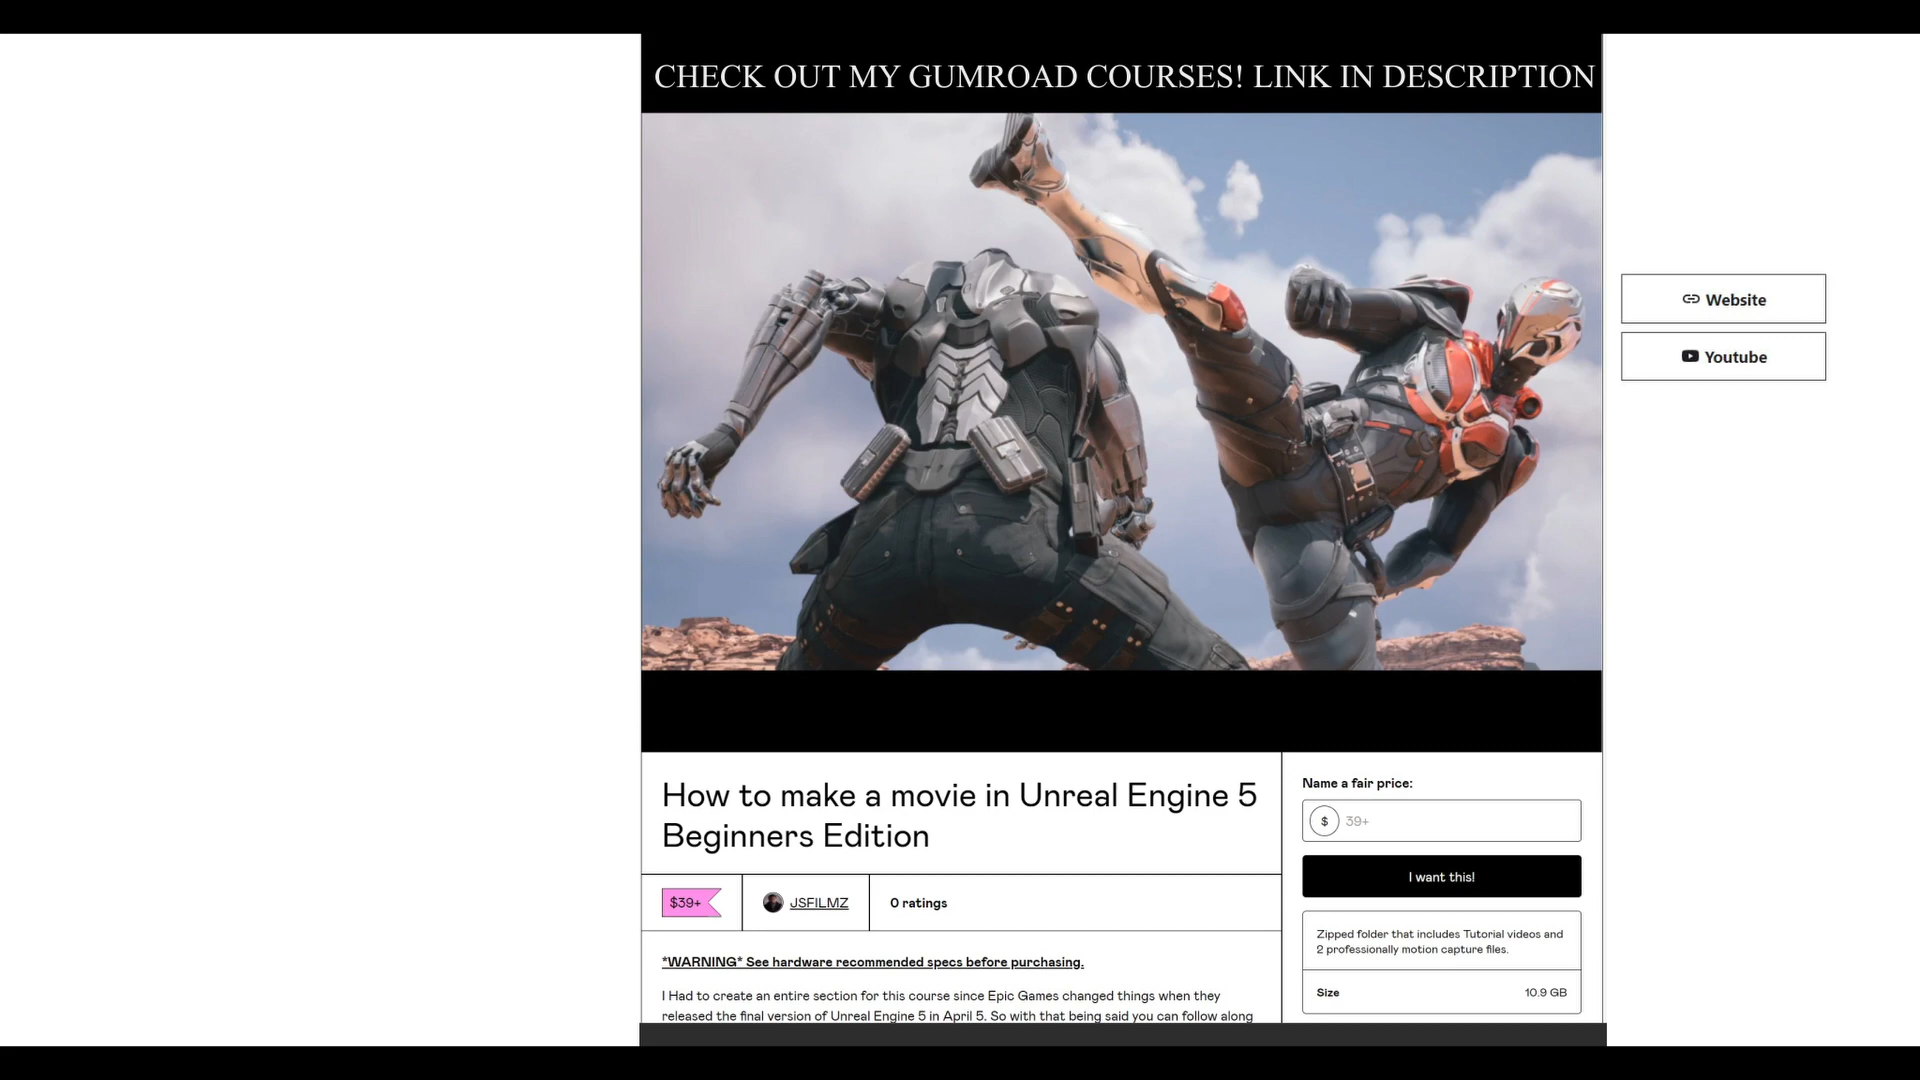 CHECK OUT MY GUMROAD COURSES! LINK IN DESCRIPTION
Website
Youtube
How to make a movie in Unreal Engine 5
Beginners Edition
$39+
JSFILMZ
0 ratings
*WARNING* See hardware recommended specs before purchasing.
I Had to create an entire section for this course since Epic Games changed things when they
released the final version of Unreal Engine 5 in April 5. So with that being said you can follow along
Name a fair price:
$ 39+
I want this!
Zipped folder that includes Tutorial videos and
2 professionally motion capture files.
Size 10.9 GB